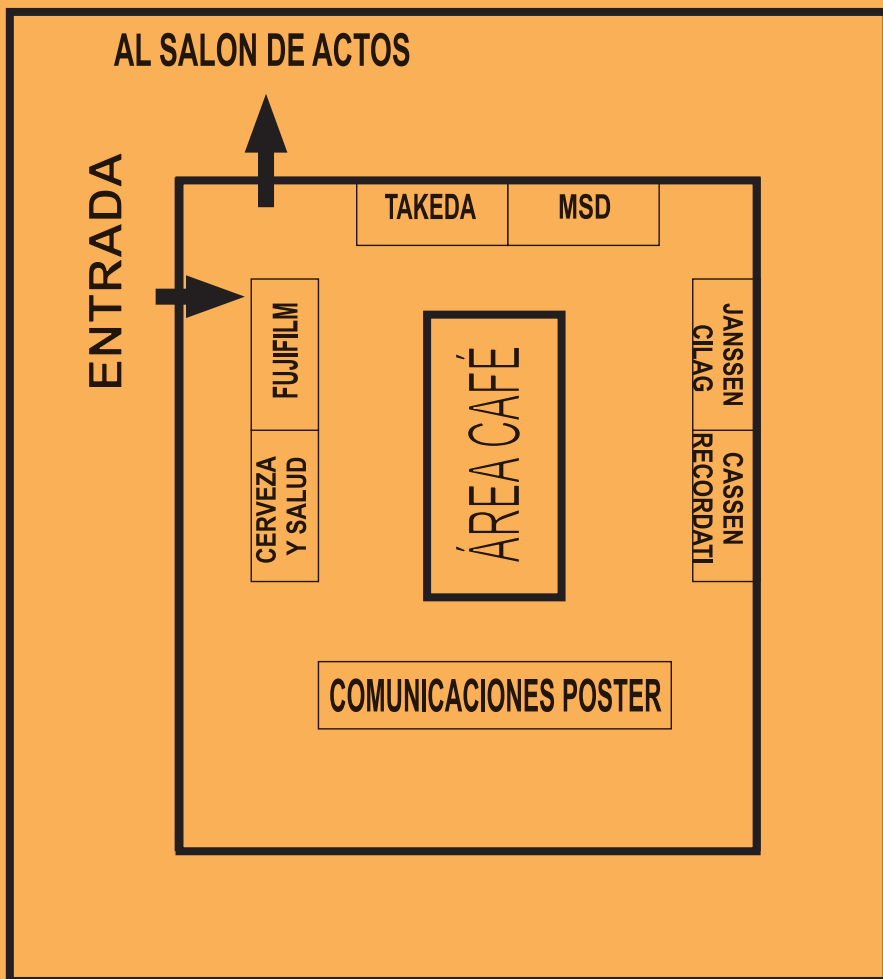 AL SALON DE ACTOS
ENTRADA
TAKEDA
MSD
FUJIFILM
JANSSEN
CILAG
ÁREA CAFÉ
CERVEZA
Y SALUD
CASSEN
RECORDATI
COMUNICACIONES POSTER